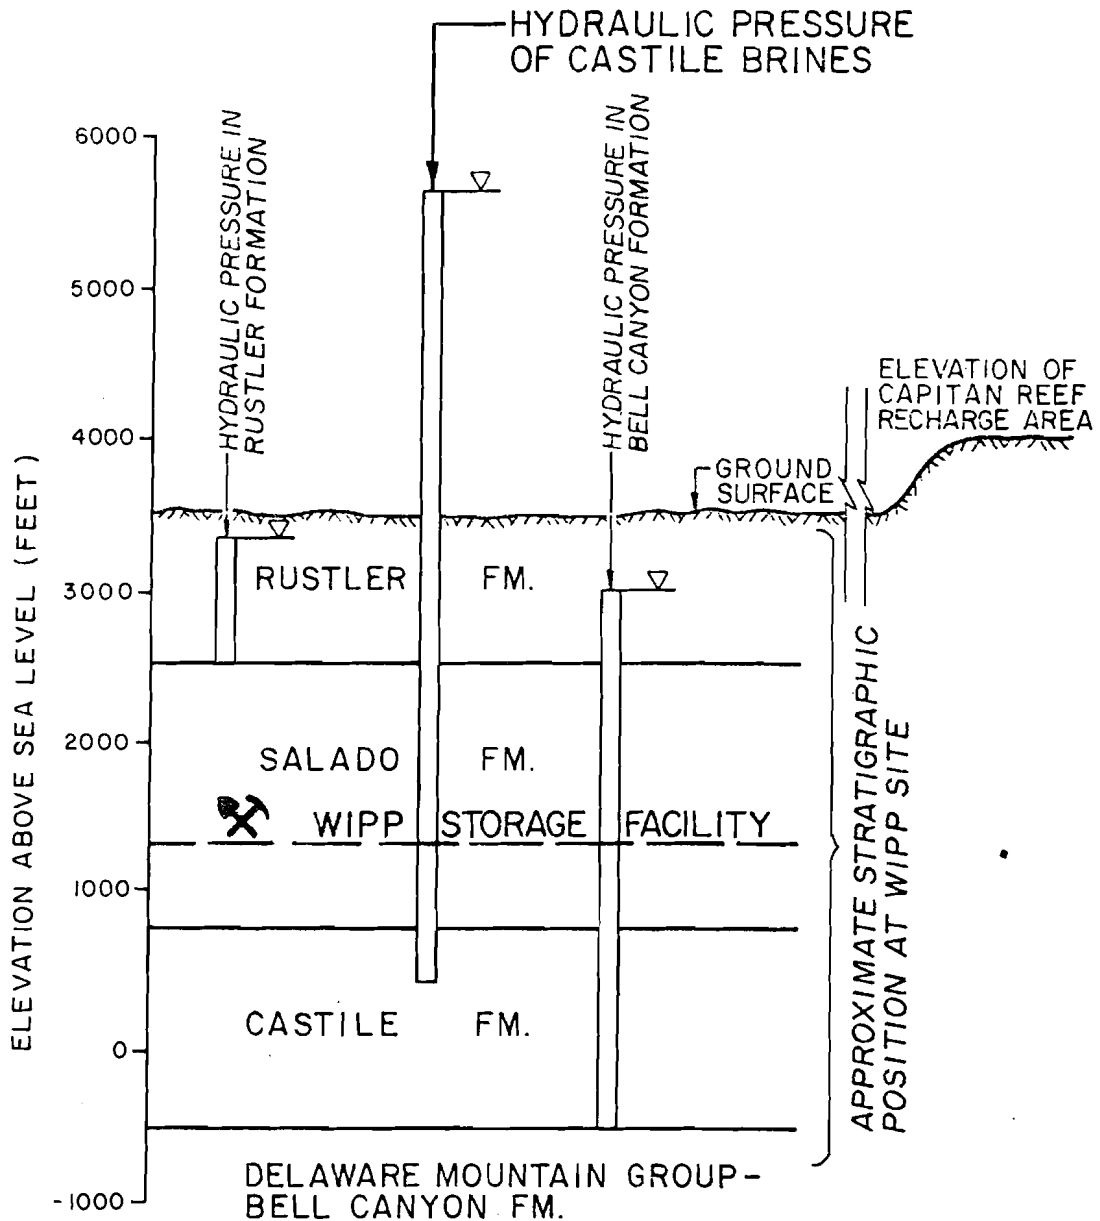 HYDRAULIC PRESSURE
OF CASTILE BRINES
HYDRAULIC PRESSURE IN
RUSTLER FORMATION
HYDRAULIC PRESSURE IN
BELL CANYON FORMATION
ELEVATION OF
CAPITAN REEF
RECHARGE AREA
GROUND
SURFACE
ELEVATION ABOVE SEA LEVEL (FEET)
6000
5000
4000
3000
2000
1000
0
-1000
RUSTLER FM.
SALADO FM.
WIPP STORAGE FACILITY
CASTILE FM.
DELAWARE MOUNTAIN GROUP-
BELL CANYON FM.
APPROXIMATE STRATIGRAPHIC
POSITION AT WIPP SITE